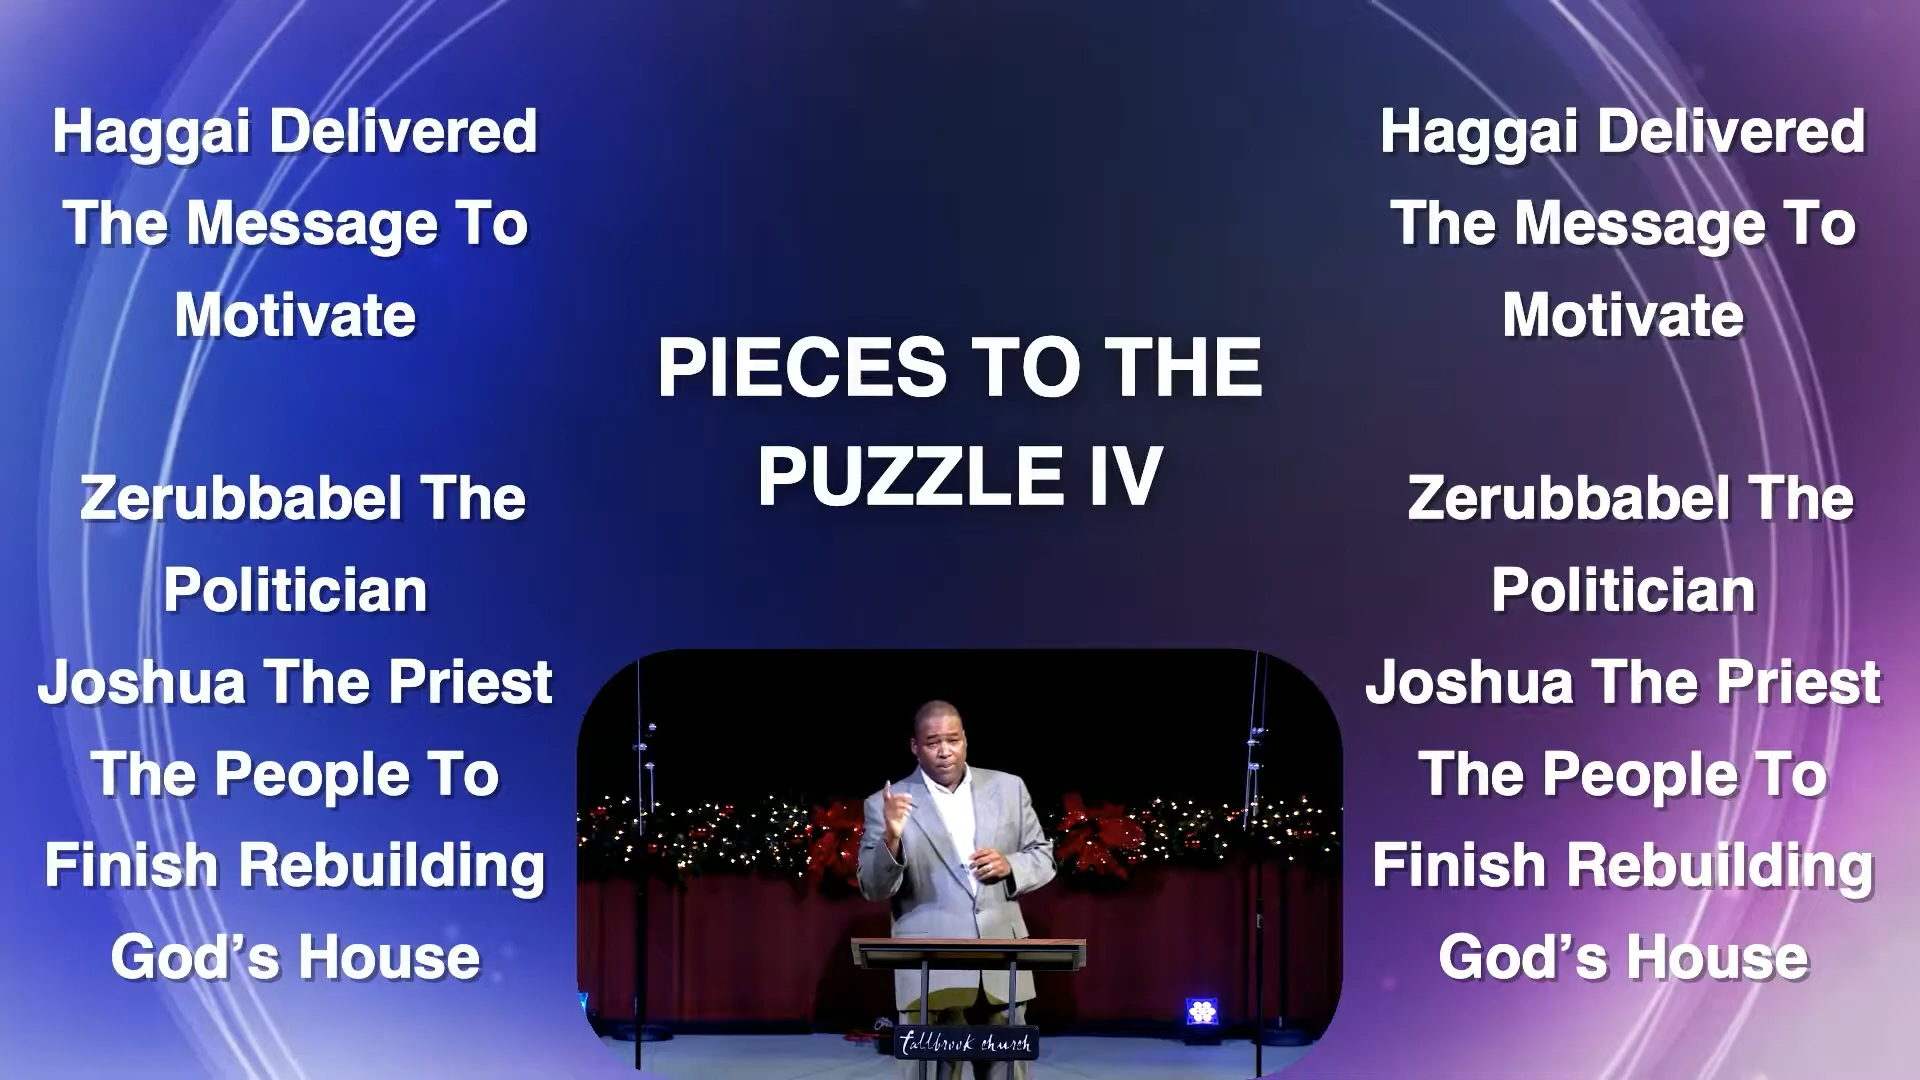 Haggai Delivered
The Message To
Motivate
Zerubbabel The
Politician
Joshua The Priest
The People To
Finish Rebuilding
God’s House
PIECES TO THE
PUZZLE IV
fallbrook church
Haggai Delivered
The Message To
Motivate
Zerubbabel The
Politician
Joshua The Priest
The People To
Finish Rebuilding
God’s House